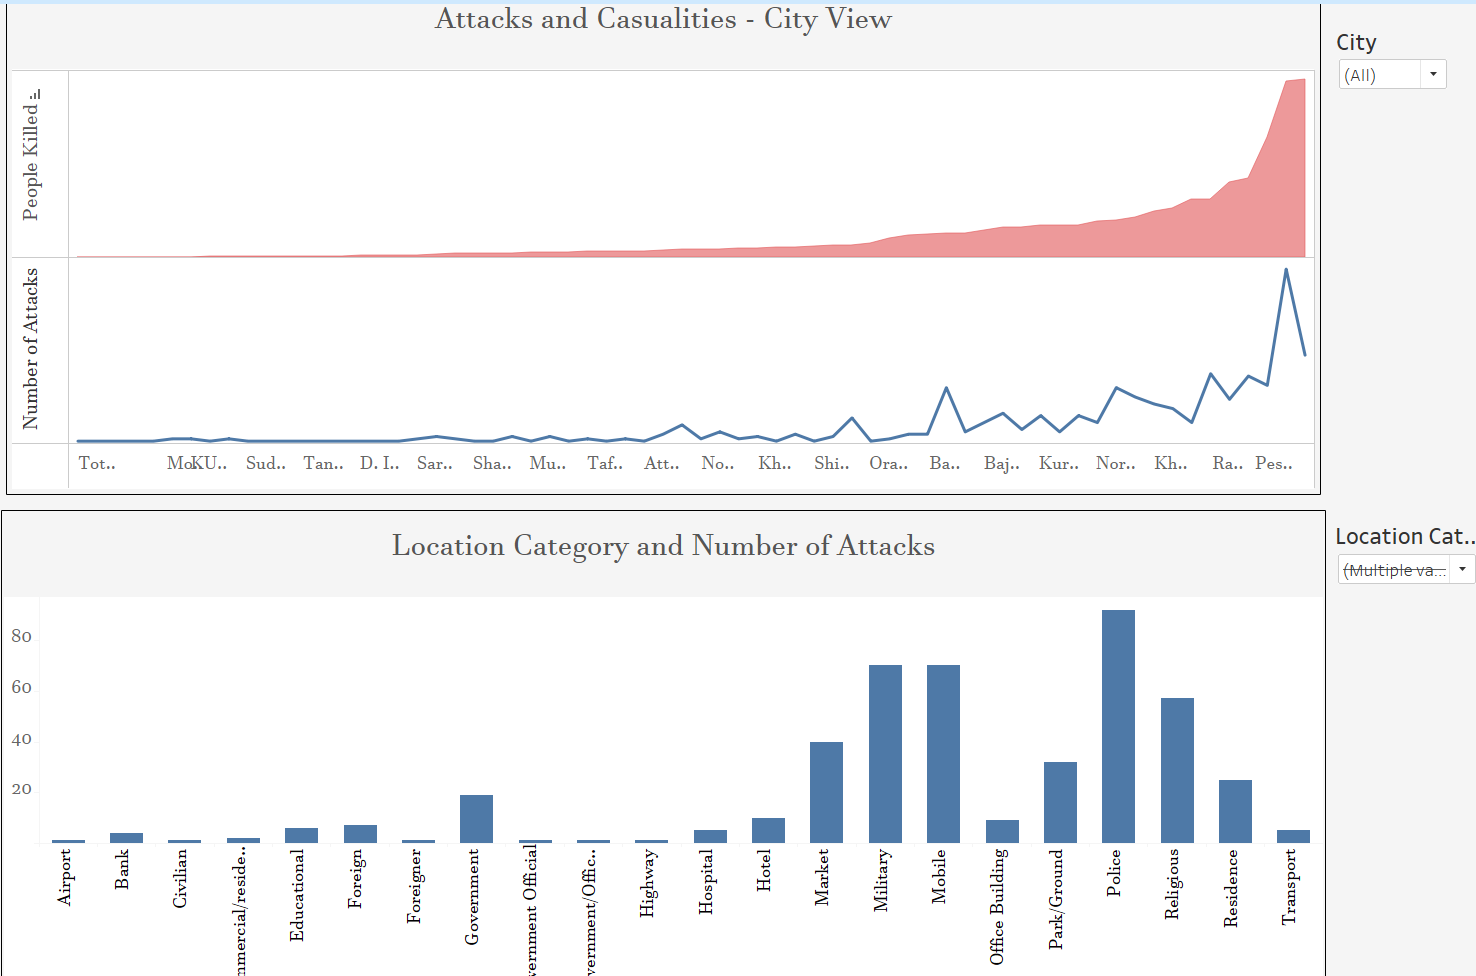 Attacks and Casualities - City View
City
(All)
People Killed
Number of Attacks
Tot.. Mo KU.. Sud.. Tan.. D. I.. Sar.. Sha.. Mu.. Taf.. Att.. No.. Kh.. Shi.. Ora.. Ba.. Baj.. Kur.. Nor.. Kh.. Ra.. Pes..
Location Category and Number of Attacks
Location Cat..
(Multiple va...
80
60
40
20
Airport
Bank
Civilian
mmercial/reside..
Educational
Foreign
Foreigner
Government
vernment Official
vernment/Offic..
Highway
Hospital
Hotel
Market
Military
Mobile
Office Building
Park/Ground
Police
Religious
Residence
Transport